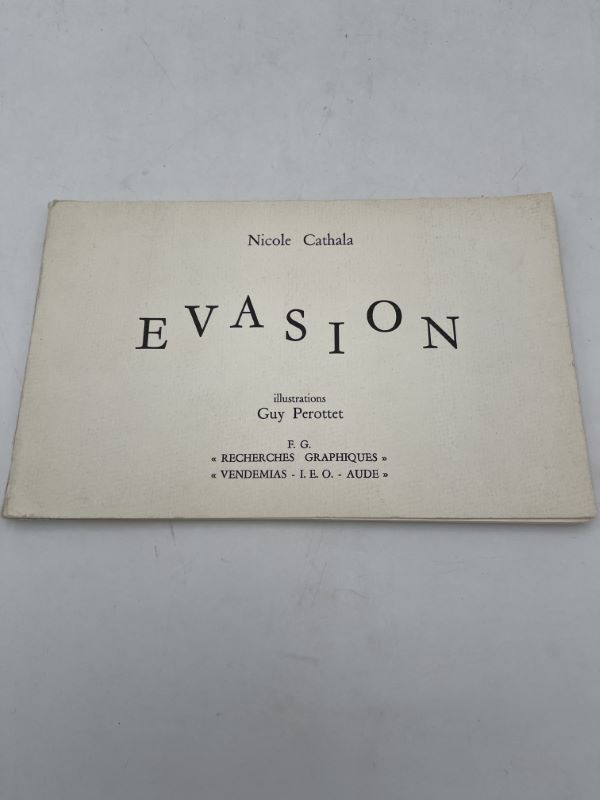 Nicole Cathala
EVASION
illustrations
Guy Perottet
F. G.
« RECHERCHES GRAPHIQUES »
« VENDEMIAS - I. E. O. - AUDE »